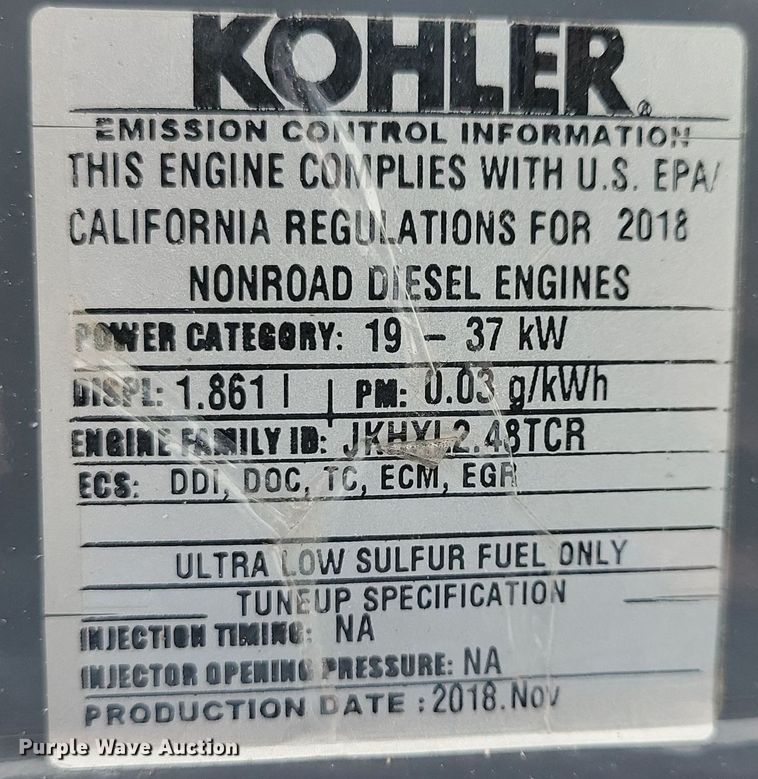 KOHLER®
EMISSION CONTROL INFORMATION
THIS ENGINE COMPLIES WITH U.S. EPA/
CALIFORNIA REGULATIONS FOR 2018
NONROAD DIESEL ENGINES
POWER CATEGORY: 19 – 37 kW
DISPL: 1.861 l | PM: 0.03 g/kWh
ENGINE FAMILY ID: JKHXL2.48TCR
ECS: DDI, DOC, TC, ECM, EGR
ULTRA LOW SULFUR FUEL ONLY
TUNEUP SPECIFICATION
INJECTION TIMING: NA
INJECTOR OPENING PRESSURE: NA
PRODUCTION DATE : 2018.Nov
Purple Wave Auction